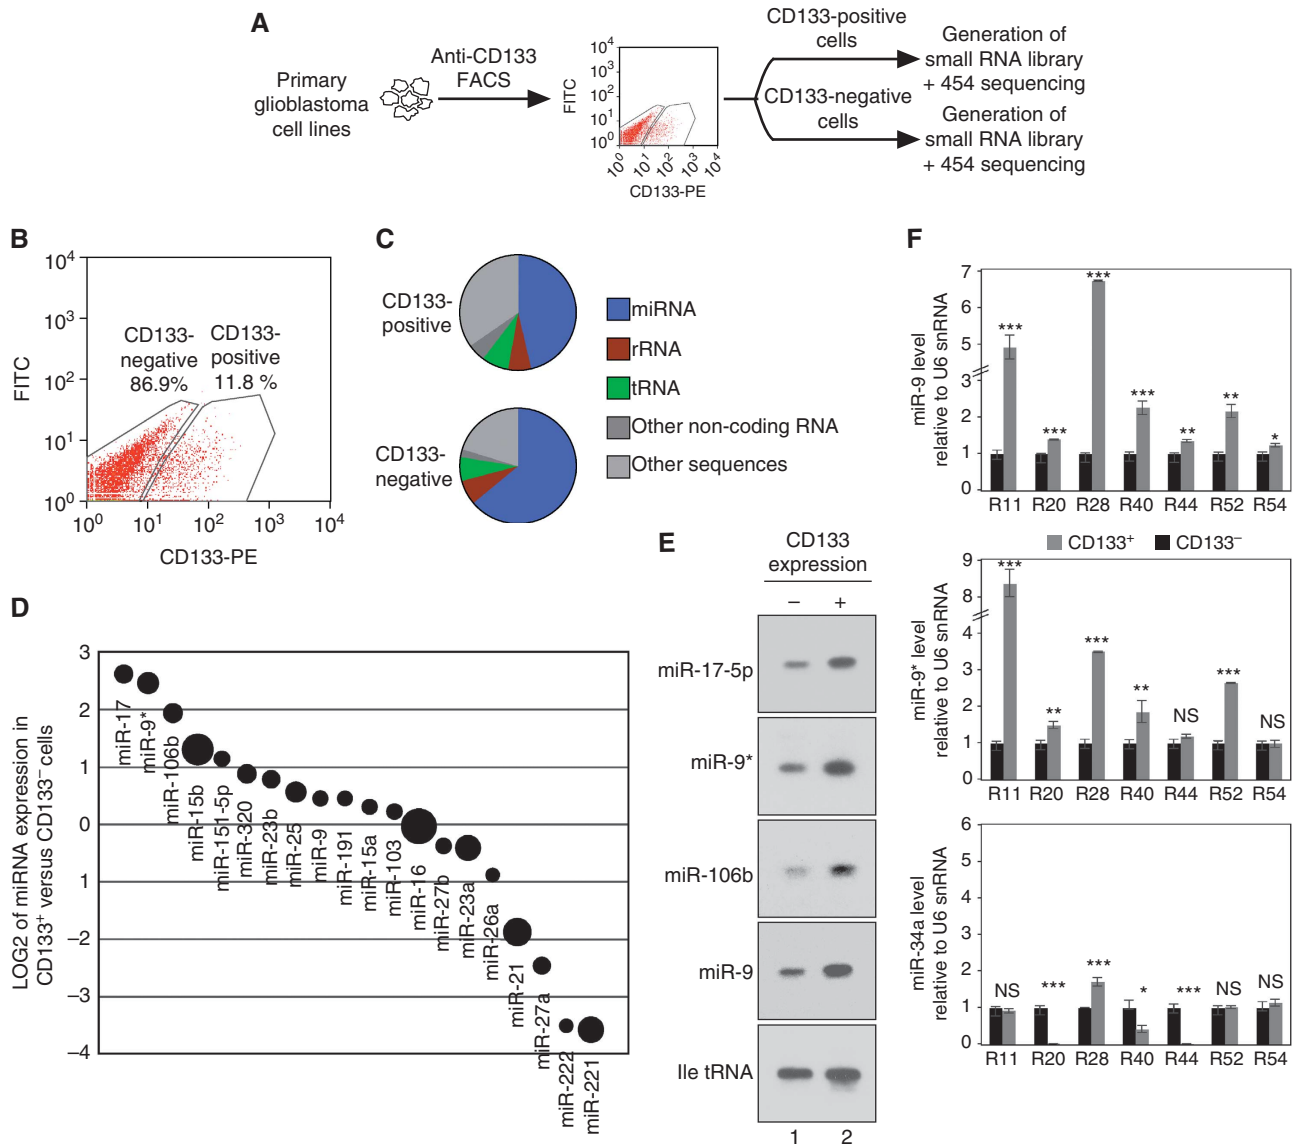 A
Primary
glioblastoma
cell lines
Anti-CD133
FACS
FITC
10⁴
10³
10²
10¹
10⁰
10⁰ 10¹ 10² 10³ 10⁴
CD133-PE
CD133-positive
cells
CD133-negative
cells
Generation of
small RNA library
+ 454 sequencing
Generation of
small RNA library
+ 454 sequencing
B
FITC
10⁴
10³
10²
10¹
10⁰
CD133-
negative
86.9%
CD133-
positive
11.8 %
10⁰ 10¹ 10² 10³ 10⁴
CD133-PE
C
CD133-
positive
CD133-
negative
miRNA
rRNA
tRNA
Other non-coding RNA
Other sequences
D
LOG2 of miRNA expression in
CD133⁺ versus CD133⁻ cells
3
2
1
0
1
–2
–3
–4
miR-17
miR-9*
miR-106b
miR-15b
miR-151-5p
miR-320
miR-23b
miR-25
miR-9
miR-191
miR-15a
miR-103
miR-16
miR-27b
miR-23a
miR-26a
miR-21
miR-27a
miR-222
miR-221
E
CD133
expression
– +
miR-17-5p
miR-9*
miR-106b
miR-9
Ile tRNA
1 2
F
miR-9 level
relative to U6 snRNA
7
5
3
1
0
*** *** *** *** ** ** *
R11 R20 R28 R40 R44 R52 R54
CD133⁺ CD133⁻
miR-9* level
relative to U6 snRNA
9
8
4
3
2
1
0
*** ** *** ** NS *** NS
R11 R20 R28 R40 R44 R52 R54
miR-34a level
relative to U6 snRNA
6
5
4
3
2
1
0
NS *** *** * *** NS NS
R11 R20 R28 R40 R44 R52 R54